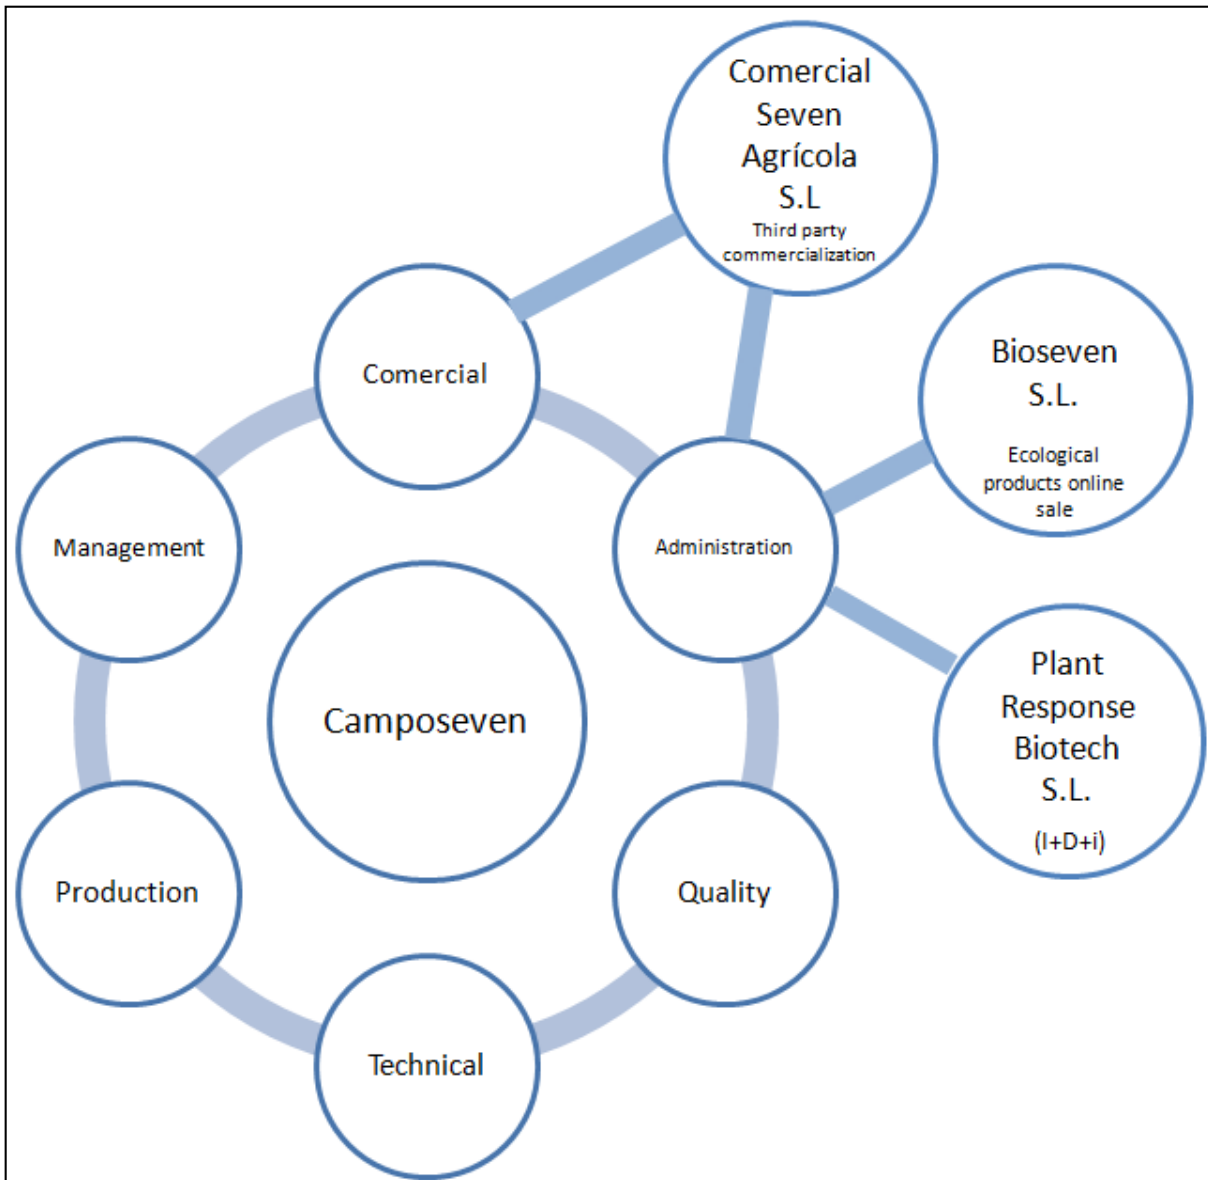 Comercial
Seven
Agrícola
S.L
Third party
commercialization
Bioseven
S.L.
Ecological
products online
sale
Comercial
Management
Administration
Camposeven
Plant
Response
Biotech
S.L.
(I+D+i)
Production
Quality
Technical